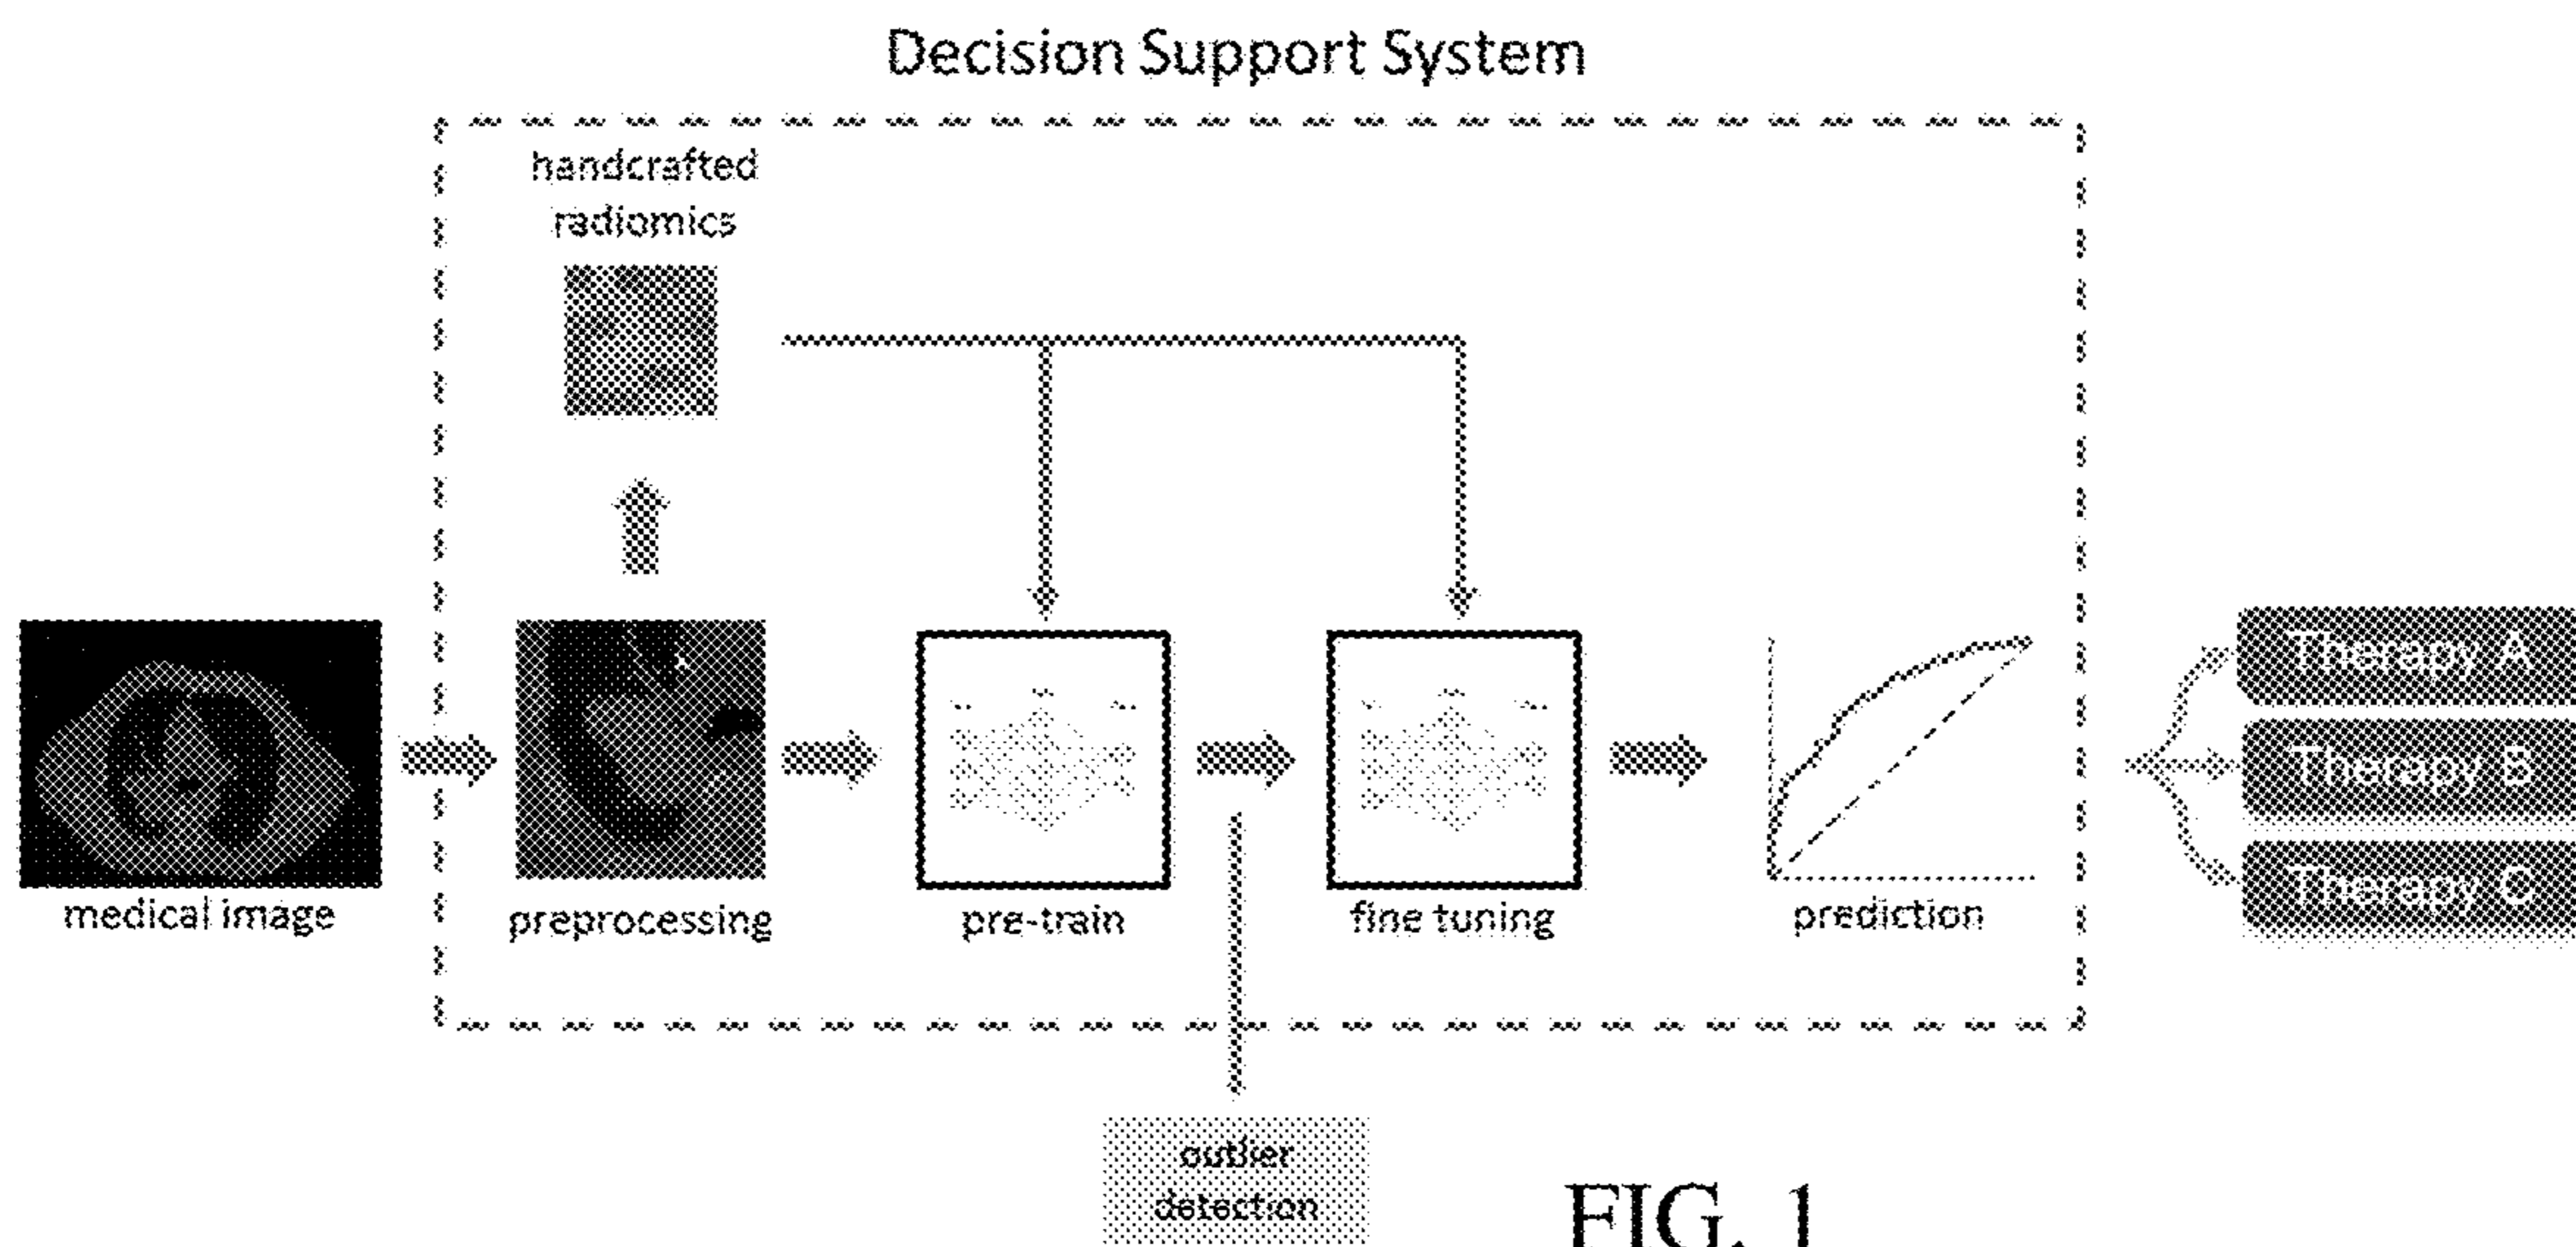 Decision Support System
handcrafted
radiomics
medical image
preprocessing
pre-train
fine tuning
prediction
Therapy A
Therapy B
Therapy C
outlier
detection
FIG. 1